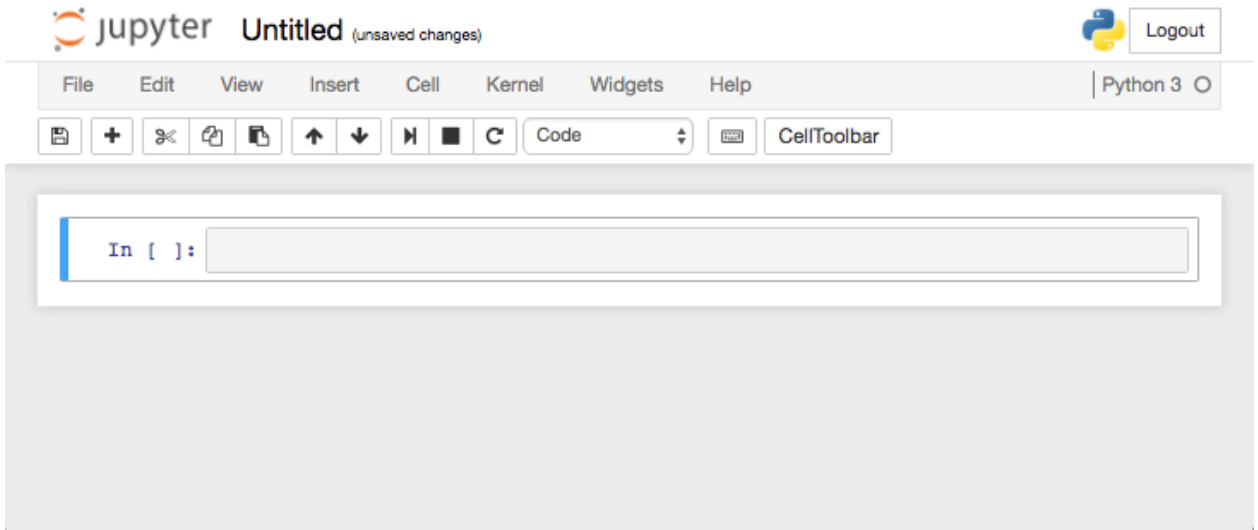 jupyter Untitled (unsaved changes) Logout
File Edit View Insert Cell Kernel Widgets Help Python 3
Code CellToolbar
In [ ]: